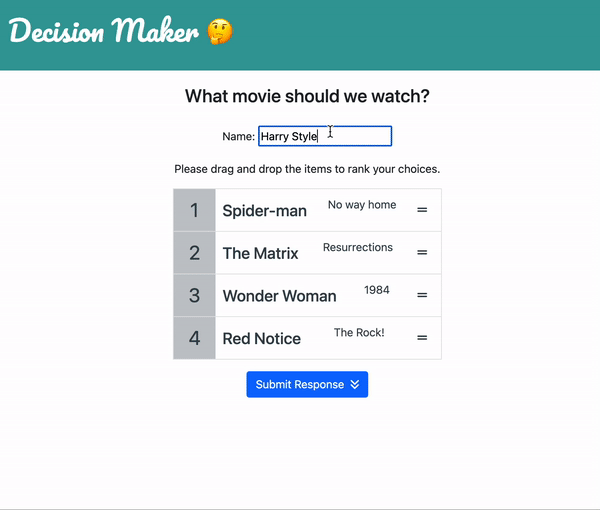 Decision Maker 🤔
What movie should we watch?
Name: Harry Style
Please drag and drop the items to rank your choices.
1 Spider-man No way home =
2 The Matrix Resurrections =
3 Wonder Woman 1984 =
4 Red Notice The Rock! =
Submit Response